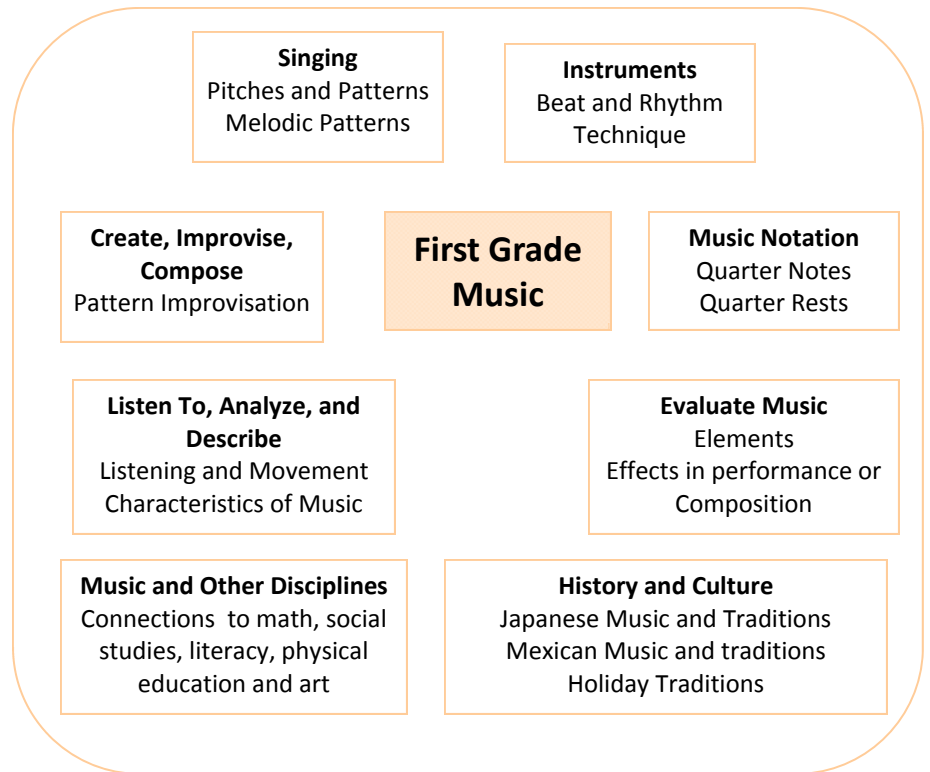 Singing
Pitches and Patterns
Melodic Patterns
Instruments
Beat and Rhythm
Technique
Create, Improvise,
Compose
Pattern Improvisation
First Grade
Music
Music Notation
Quarter Notes
Quarter Rests
Listen To, Analyze, and
Describe
Listening and Movement
Characteristics of Music
Evaluate Music
Elements
Effects in performance or
Composition
Music and Other Disciplines
Connections to math, social
studies, literacy, physical
education and art
History and Culture
Japanese Music and Traditions
Mexican Music and traditions
Holiday Traditions